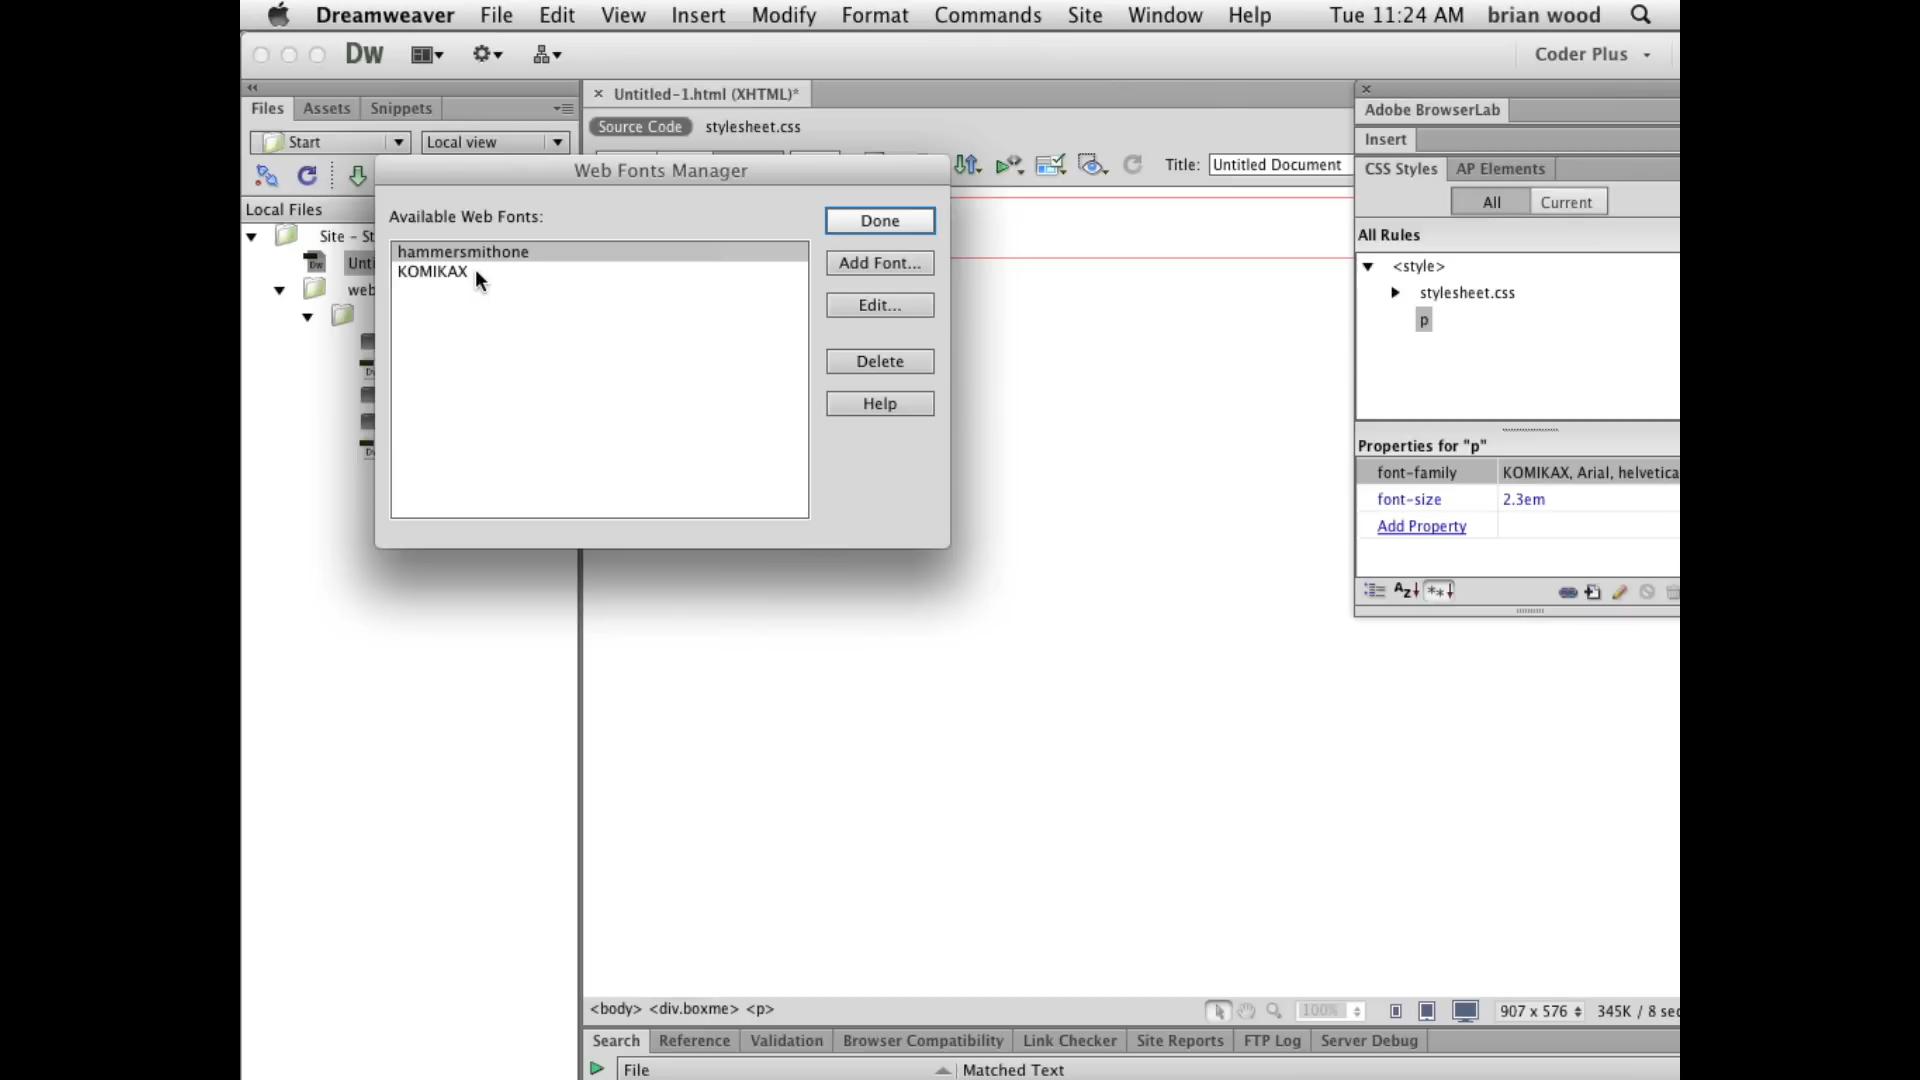 Dreamweaver File Edit View Insert Modify Format Commands Site Window Help Tue 11:24 AM brian wood
Dw Coder Plus
Files Assets Snippets
Start Local view
Local Files
Site – St
Unti
web
Untitled-1.html (XHTML)*
Source Code stylesheet.css
Title: Untitled Document
Web Fonts Manager
Available Web Fonts:
hammersmithone
KOMIKAX
Done
Add Font...
Edit...
Delete
Help
Adobe BrowserLab
Insert
CSS Styles AP Elements
All Current
All Rules
<style>
stylesheet.css
p
Properties for "p"
font-family KOMIKAX, Arial, helvetica
font-size 2.3em
Add Property
<body> <div.boxme> <p>
100% 907 x 576 345K / 8 sec
Search Reference Validation Browser Compatibility Link Checker Site Reports FTP Log Server Debug
File Matched Text